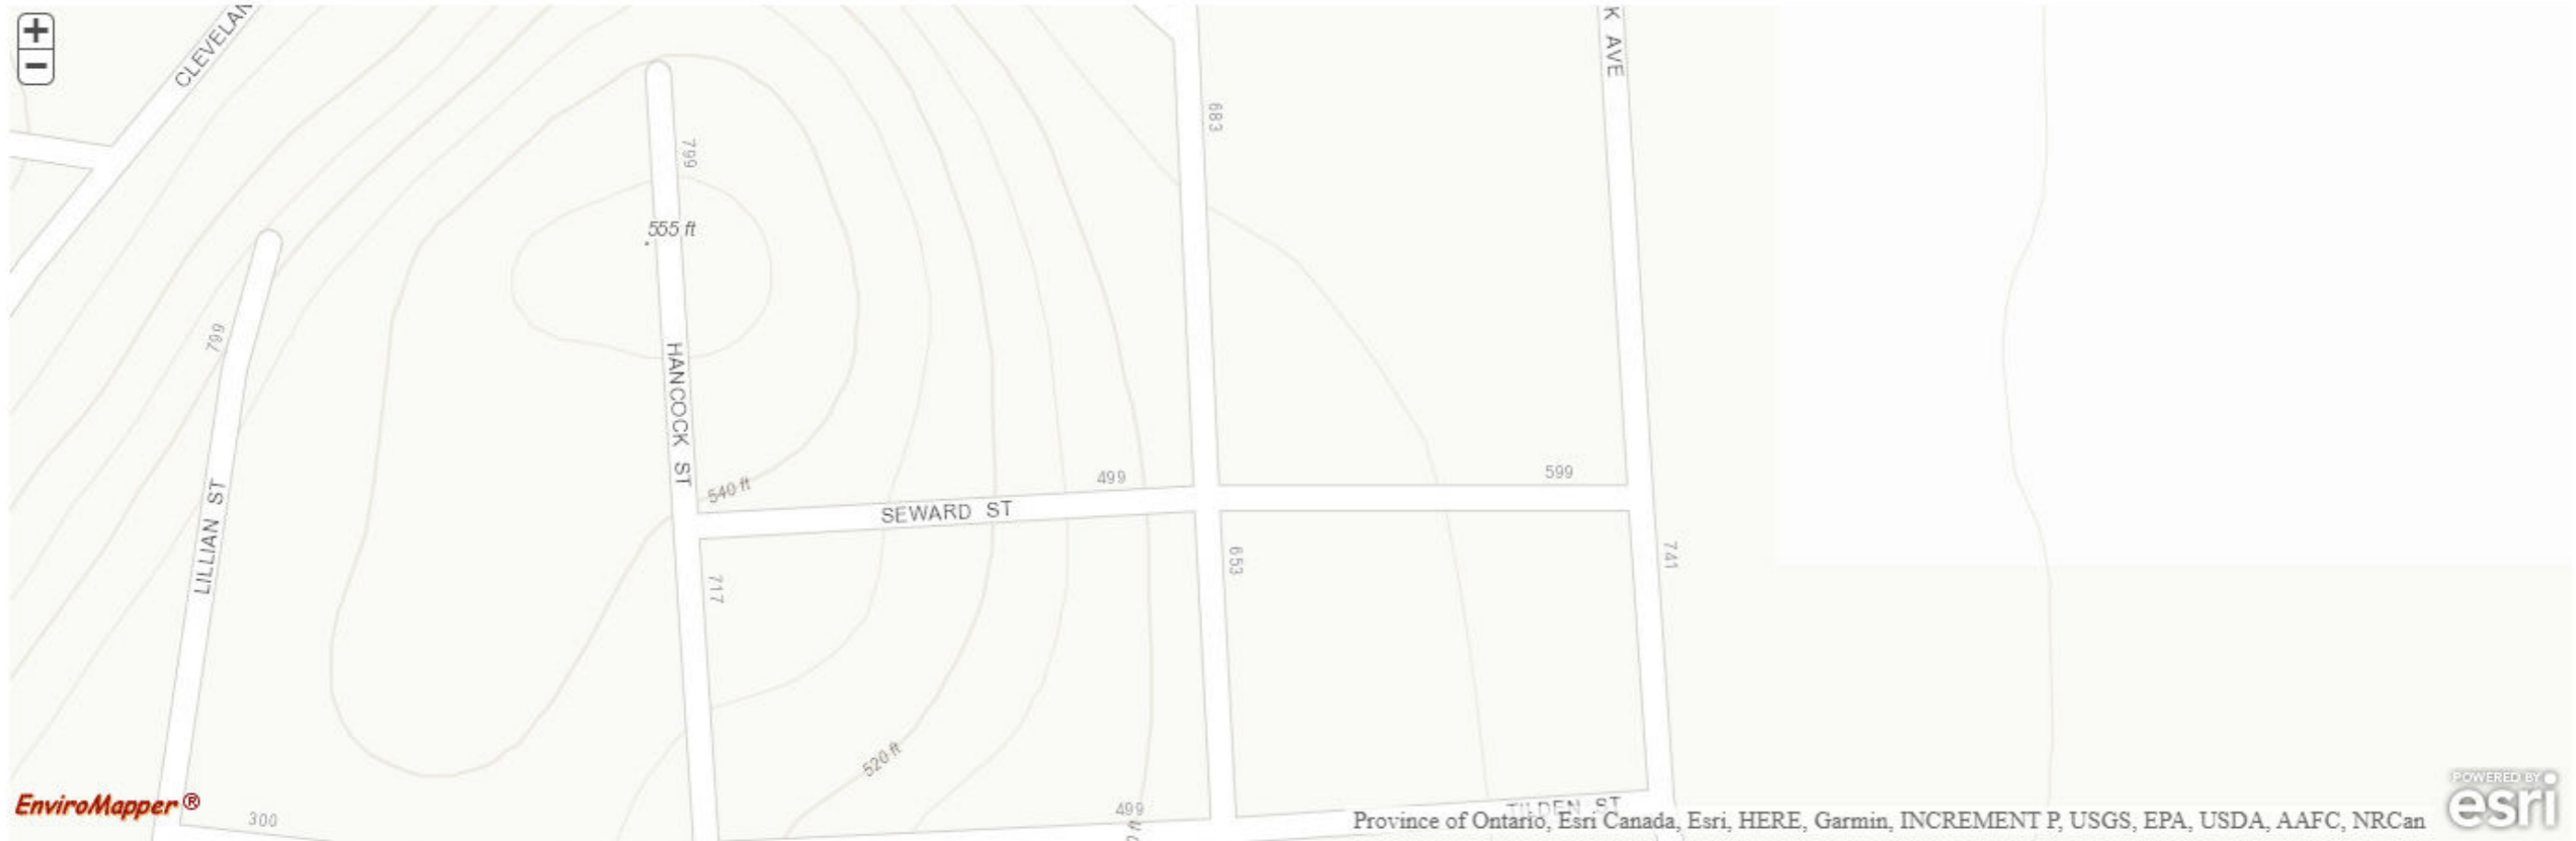 +
CLEVELAN
K AVE
683
799
555 ft
799
HANCOCK ST
499
599
540 ft
SEWARD ST
LILLIAN ST
653
741
717
520 ft
POWERED BY
esri
EnviroMapper ®
300
499
TILDEN ST
Province of Ontario, Esri Canada, Esri, HERE, Garmin, INCREMENT P, USGS, EPA, USDA, AAFC, NRCan